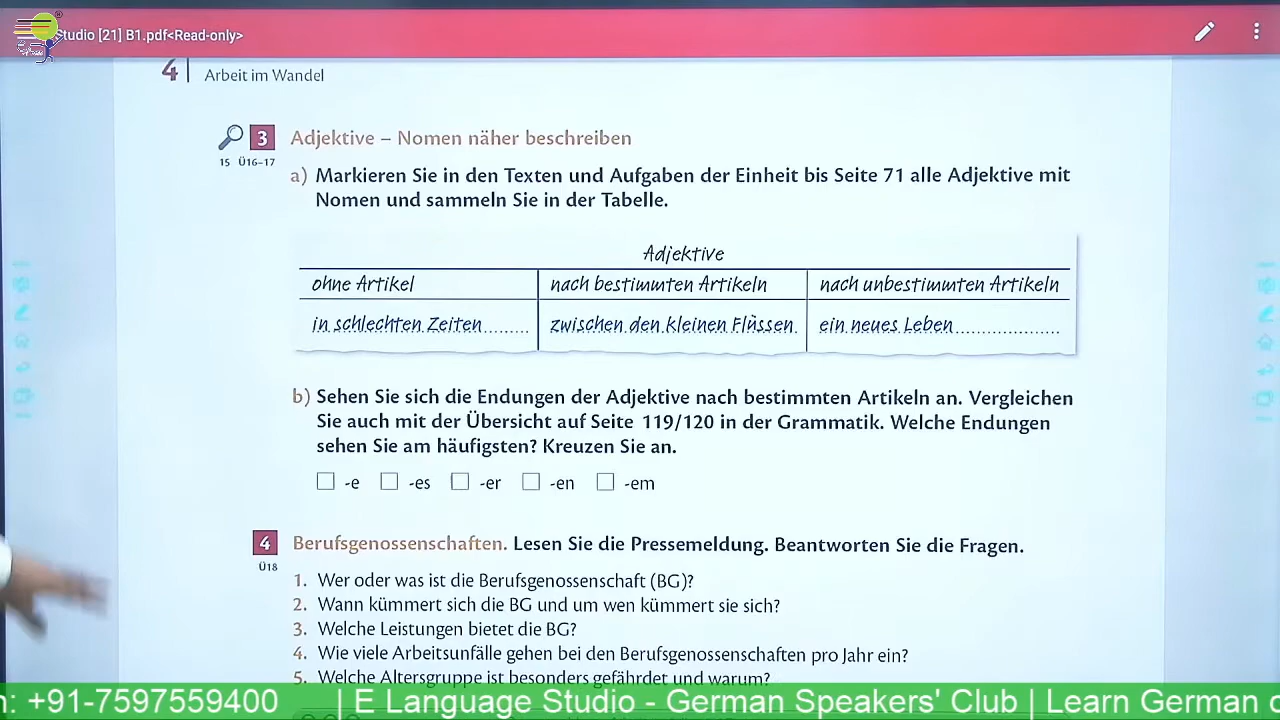 Studio [21] B1.pdf<Read-only>
4 | Arbeit im Wandel
3 Adjektive – Nomen näher beschreiben
15 Ü16–17
a) Markieren Sie in den Texten und Aufgaben der Einheit bis Seite 71 alle Adjektive mit
Nomen und sammeln Sie in der Tabelle.
Adjektive
ohne Artikel nach bestimmten Artikeln nach unbestimmten Artikeln
in schlechten Zeiten......... zwischen den kleinen Flüssen. ein neues Leben.....................
b) Sehen Sie sich die Endungen der Adjektive nach bestimmten Artikeln an. Vergleichen
Sie auch mit der Übersicht auf Seite 119/120 in der Grammatik. Welche Endungen
sehen Sie am häufigsten? Kreuzen Sie an.
-e -es -er -en -em
4 Berufsgenossenschaften. Lesen Sie die Pressemeldung. Beantworten Sie die Fragen.
Ü18
1. Wer oder was ist die Berufsgenossenschaft (BG)?
2. Wann kümmert sich die BG und um wen kümmert sie sich?
3. Welche Leistungen bietet die BG?
4. Wie viele Arbeitsunfälle gehen bei den Berufsgenossenschaften pro Jahr ein?
5. Welche Altersgruppe ist besonders gefährdet und warum?
: +91-7597559400 | E Language Studio - German Speakers' Club | Learn German